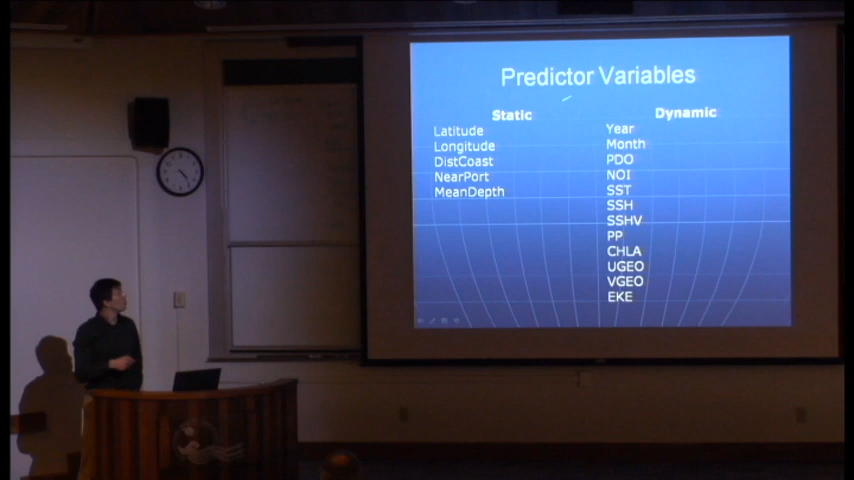 Predictor Variables
Static
Latitude
Longitude
DistCoast
NearPort
MeanDepth
Dynamic
Year
Month
PDO
NOI
SST
SSH
SSHV
PP
CHLA
UGEO
VGEO
EKE